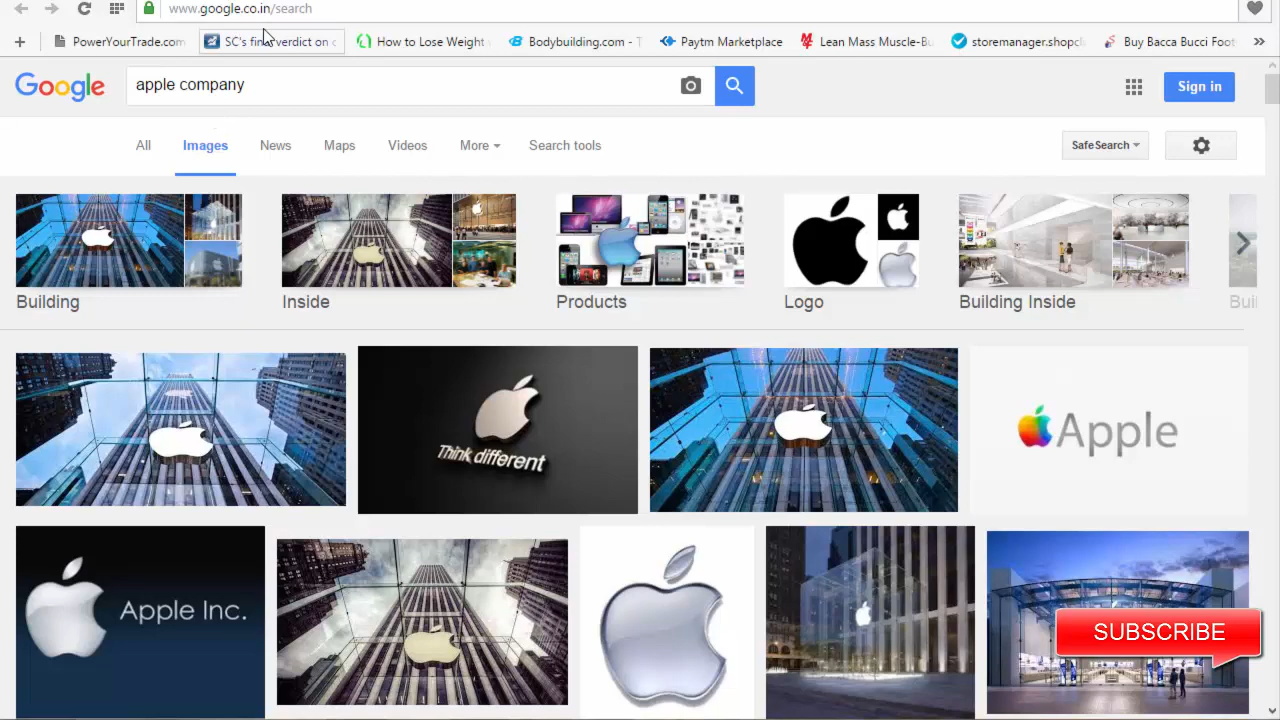 www.google.co.in/search
PowerYourTrade.com
SC's final verdict on c
How to Lose Weight
Bodybuilding.com - T
Paytm Marketplace
Lean Mass Muscle-Bu
storemanager.shopcl
Buy Bacca Bucci Foot
Google
apple company
Sign in
All
Images
News
Maps
Videos
More
Search tools
SafeSearch
Building
Inside
Products
Logo
Building Inside
Bui
Think different
Apple
Apple Inc.
SUBSCRIBE